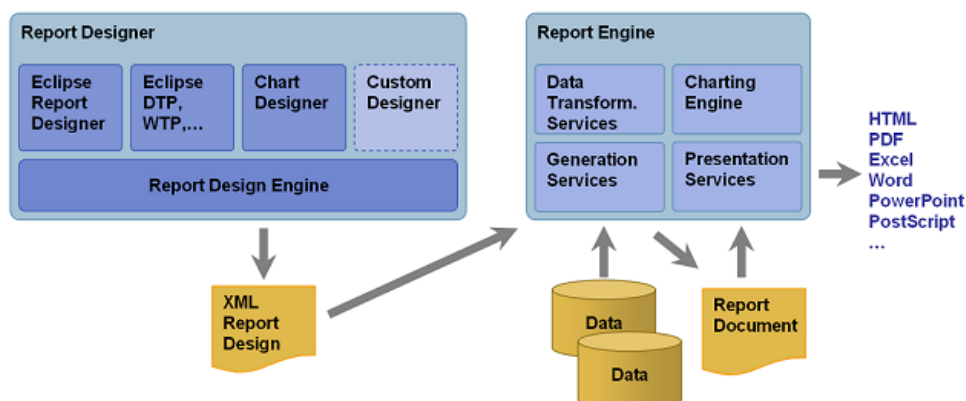 Report Designer
Eclipse
Report
Designer
Eclipse
DTP,
WTP,...
Chart
Designer
Custom
Designer
Report Design Engine
XML
Report
Design
Report Engine
Data
Transform.
Services
Charting
Engine
Generation
Services
Presentation
Services
Data
Data
Report
Document
HTML
PDF
Excel
Word
PowerPoint
PostScript
...